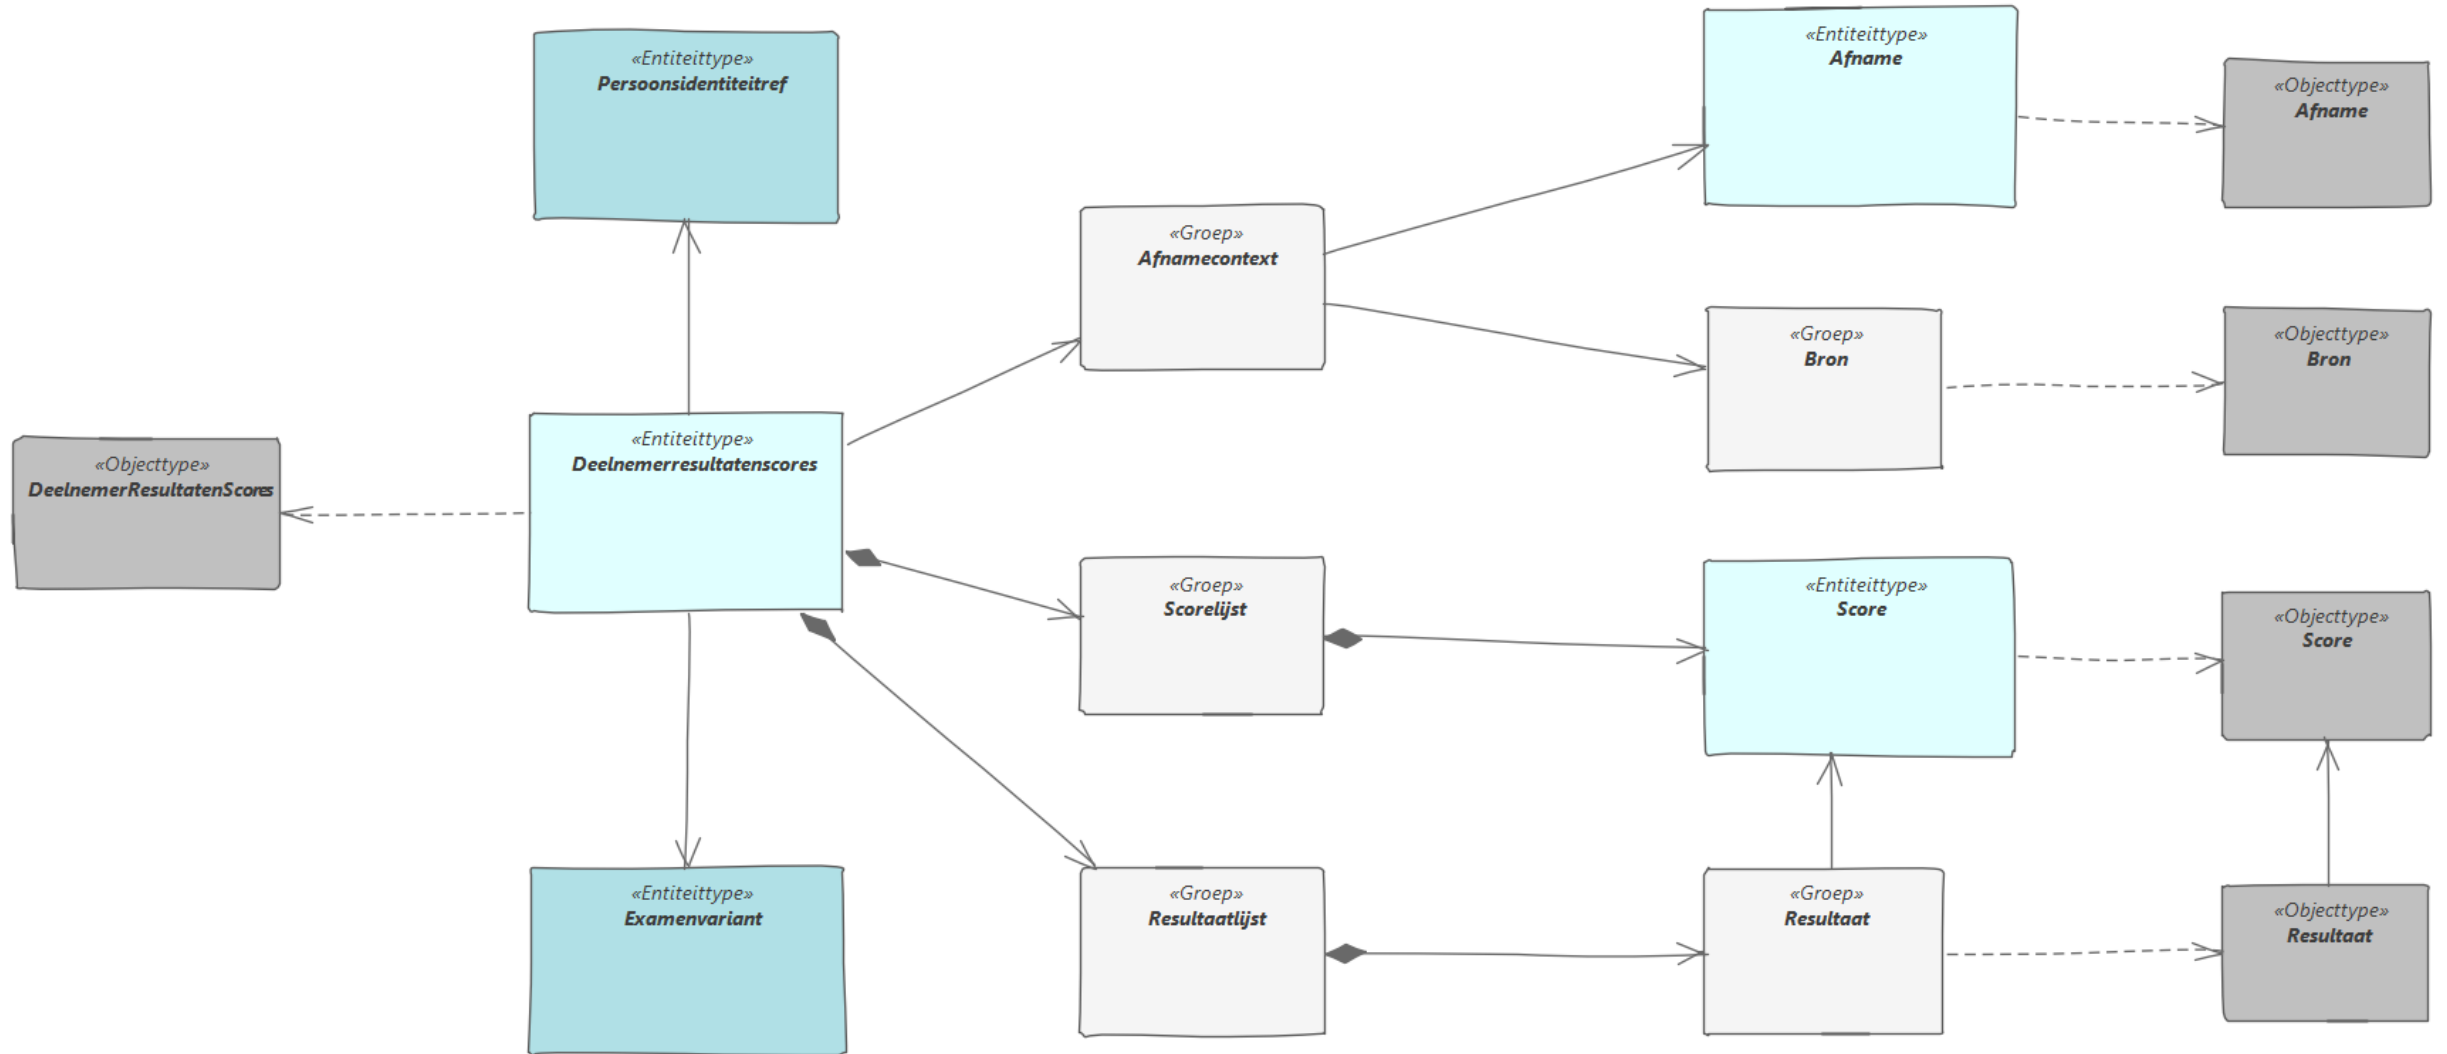 «Entiteittype»
Persoonsidentiteitref
«Entiteittype»
Afname
«Objecttype»
Afname
«Groep»
Afnamecontext
«Groep»
Bron
«Objecttype»
Bron
«Objecttype»
DeelnemerResultatenScores
«Entiteittype»
Deelnemerresultatenscores
«Groep»
Scorelijst
«Entiteittype»
Score
«Objecttype»
Score
«Entiteittype»
Examenvariant
«Groep»
Resultaatlijst
«Groep»
Resultaat
«Objecttype»
Resultaat